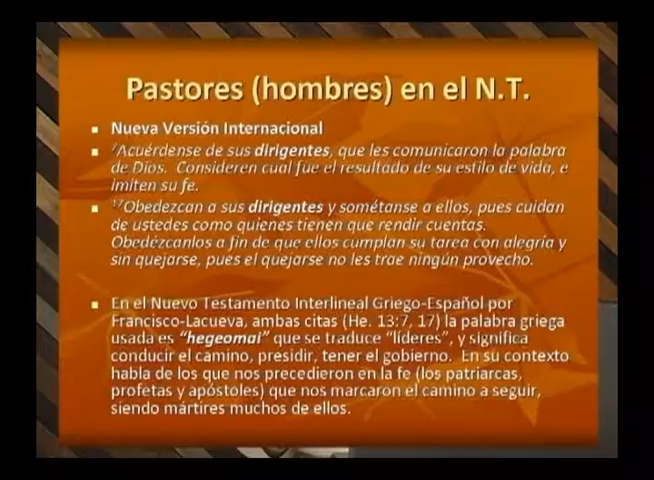 Pastores (hombres) en el N.T.
Nueva Versión Internacional
7Acuérdense de sus dirigentes, que les comunicaron la palabra
de Dios. Consideren cual fue el resultado de su estilo de vida, e
imiten su fe.
17Obedezcan a sus dirigentes y sométanse a ellos, pues cuidan
de ustedes como quienes tienen que rendir cuentas.
Obedézcanlos a fin de que ellos cumplan su tarea con alegría y
sin quejarse, pues el quejarse no les trae ningún provecho.
En el Nuevo Testamento Interlineal Griego-Español por
Francisco-Lacueva, ambas citas (He. 13:7, 17) la palabra griega
usada es "hegeomai" que se traduce "líderes", y significa
conducir el camino, presidir, tener el gobierno. En su contexto
habla de los que nos precedieron en la fe (los patriarcas,
profetas y apóstoles) que nos marcaron el camino a seguir,
siendo mártires muchos de ellos.